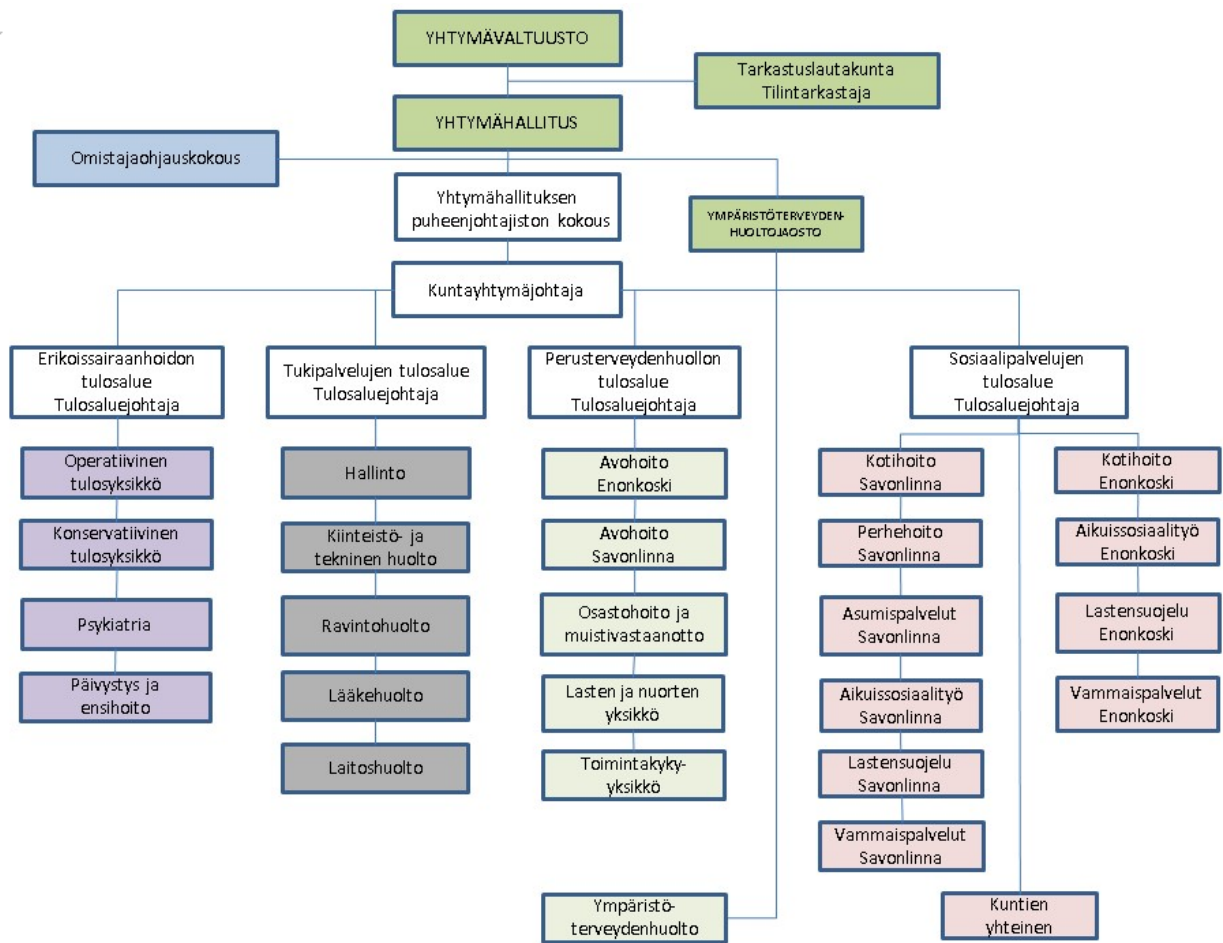 YHTYMÄVALTUUSTO
Tarkastuslautakunta
Tilintarkastaja
YHTYMÄHALLITUS
Omistajaohjauskokous
Yhtymähallituksen
puheenjohtajiston kokous
YMPÄRISTÖTERVEYDEN-
HUOLTOJAOSTO
Kuntayhtymäjohtaja
Erikoissairaanhoidon
tulosalue
Tulosaluejohtaja
Operatiivinen
tulosyksikkö
Konservatiivinen
tulosyksikkö
Psykiatria
Päivystys ja
ensihoito
Tukipalvelujen tulosalue
Tulosaluejohtaja
Hallinto
Kiinteistö- ja
tekninen huolto
Ravintohuolto
Lääkehuolto
Laitoshuolto
Perusterveydenhuollon
tulosalue
Tulosaluejohtaja
Avohoito
Enonkoski
Avohoito
Savonlinna
Osastohoito ja
muistivastaanotto
Lasten ja nuorten
yksikkö
Toimintakyky-
yksikkö
Ympäristö-
terveydenhuolto
Sosiaalipalvelujen
tulosalue
Tulosaluejohtaja
Kotihoito
Savonlinna
Perhehoito
Savonlinna
Asumispalvelut
Savonlinna
Aikuissosiaalityö
Savonlinna
Lastensuojelu
Savonlinna
Vammaispalvelut
Savonlinna
Kotihoito
Enonkoski
Aikuissosiaalityö
Enonkoski
Lastensuojelu
Enonkoski
Vammaispalvelut
Enonkoski
Kuntien
yhteinen